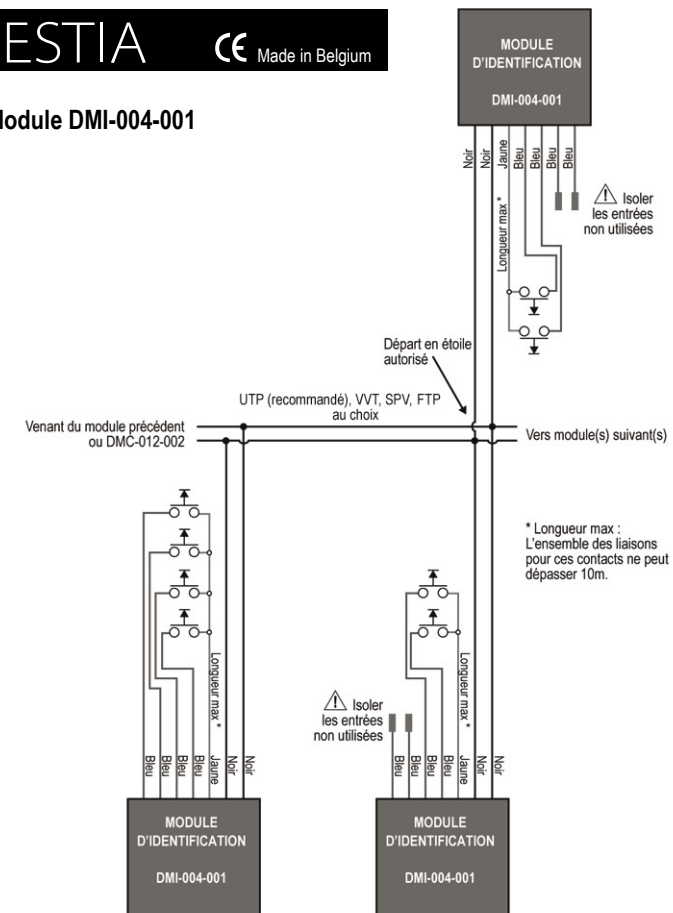 ESTIA CE Made in Belgium
Module DMI-004-001
MODULE
D'IDENTIFICATION
DMI-004-001
Noir
Noir
Jaune
Bleu
Bleu
Bleu
Bleu
Longueur max *
Isoler
les entrées
non utilisées
Départ en étoile
autorisé
UTP (recommandé), VVT, SPV, FTP
au choix
Venant du module précédent
ou DMC-012-002
Vers module(s) suivant(s)
* Longueur max :
L'ensemble des liaisons
pour ces contacts ne peut
dépasser 10m.
Longueur max *
Bleu
Bleu
Bleu
Bleu
Jaune
Noir
Noir
MODULE
D'IDENTIFICATION
DMI-004-001
Isoler
les entrées
non utilisées
Longueur max *
Bleu
Bleu
Bleu
Bleu
Jaune
Noir
Noir
MODULE
D'IDENTIFICATION
DMI-004-001